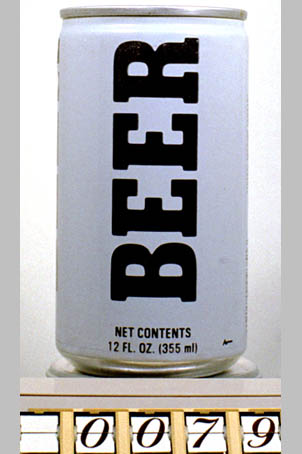 BEER
NET CONTENTS
12 FL. OZ. (355 ml)
0079